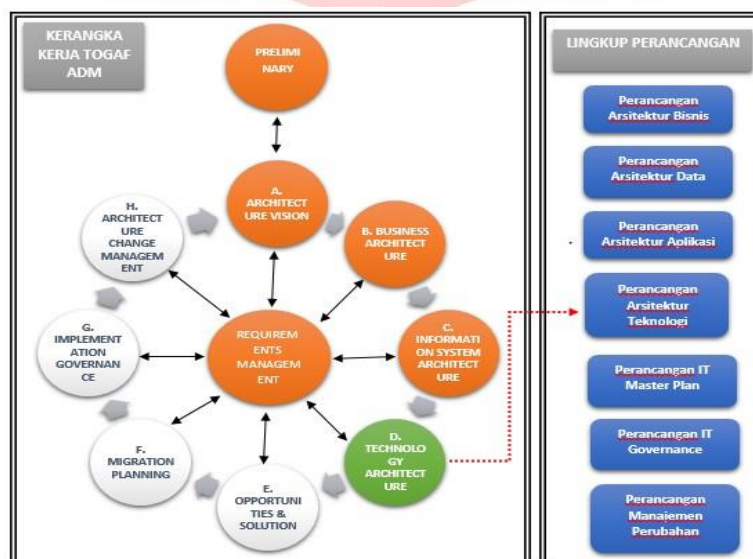 KERANGKA
KERJA TOGAF
ADM
PRELIMI
NARY
A.
ARCHITECT
URE VISION
B. BUSINESS
ARCHITECT
URE
C.
INFORMATI
ON SYSTEM
ARCHITECT
URE
D.
TECHNOLO
GY
ARCHITECT
URE
E.
OPPORTUNI
TIES &
SOLUTION
F.
MIGRATION
PLANNING
G.
IMPLEMENT
ATION
GOVERNAN
CE
H.
ARCHITECT
URE
CHANGE
MANAGEM
ENT
REQUIREM
ENTS
MANAGEM
ENT
LINGKUP PERANCANGAN
Perancangan
Arsitektur Bisnis
Perancangan
Arsitektur Data
Perancangan
Arsitektur Aplikasi
Perancangan
Arsitektur
Teknologi
Perancangan IT
Master Plan
Perancangan IT
Governance
Perancangan
Manajemen
Perubahan